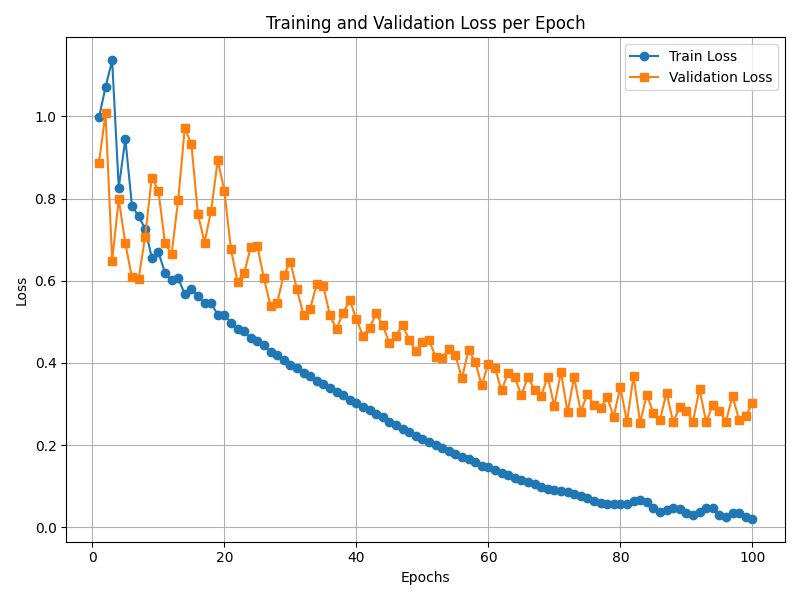 Training and Validation Loss per Epoch
Train Loss
Validation Loss
1.0
0.8
0.6
0.4
0.2
0.0
Loss
0 20 40 60 80 100
Epochs